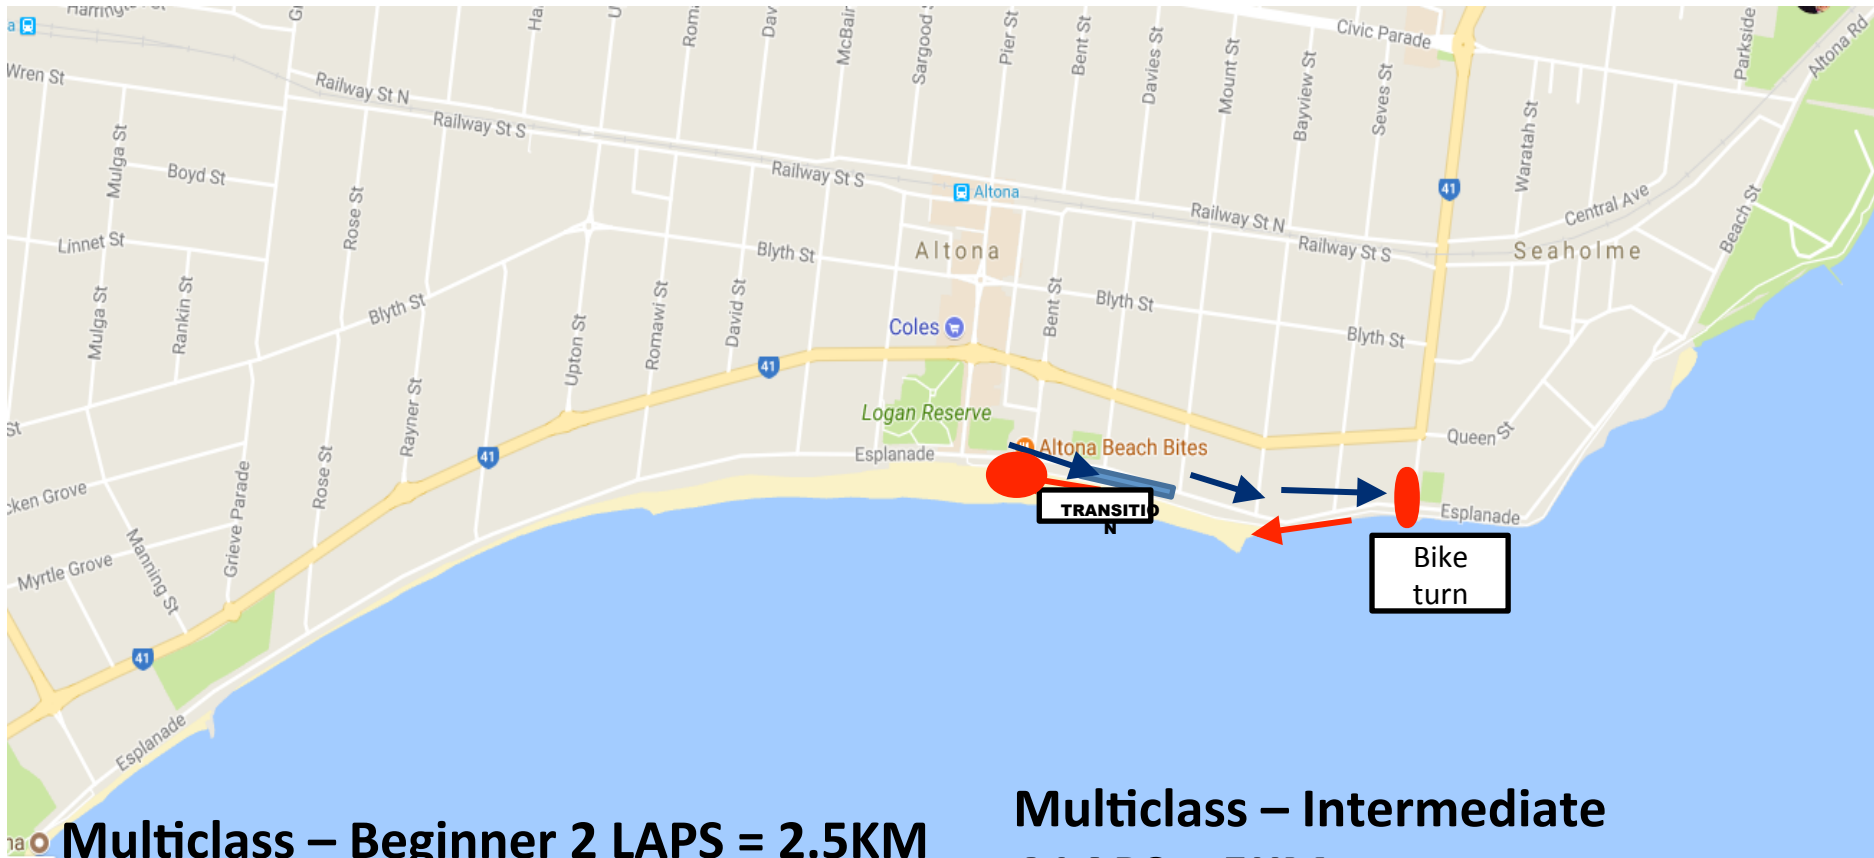 Civic Parade
Parkside
Altona Rd
Pier St
Bent St
Davies St
Mount St
Bayview St
Seves St
Waratah St
Wren St
Railway St N
Railway St S
Mulga St
Boyd St
Rose St
Railway St S
Altona
Railway St N
Central Ave
Beach St
Linnet St
Blyth St
Altona
Railway St S
Seaholme
Mulga St
Rankin St
Blyth St
Upton St
Romawi St
David St
Coles
Bent St
Blyth St
Blyth St
41
41
Rayner St
Logan Reserve
Altona Beach Bites
Queen St
St
41
Esplanade
Grieve Parade
Rose St
TRANSITIO
N
Esplanade
Manning St
Myrtle Grove
Bike
turn
41
Esplanade
Multiclass – Intermediate
Multiclass – Beginner 2 LAPS = 2.5KM